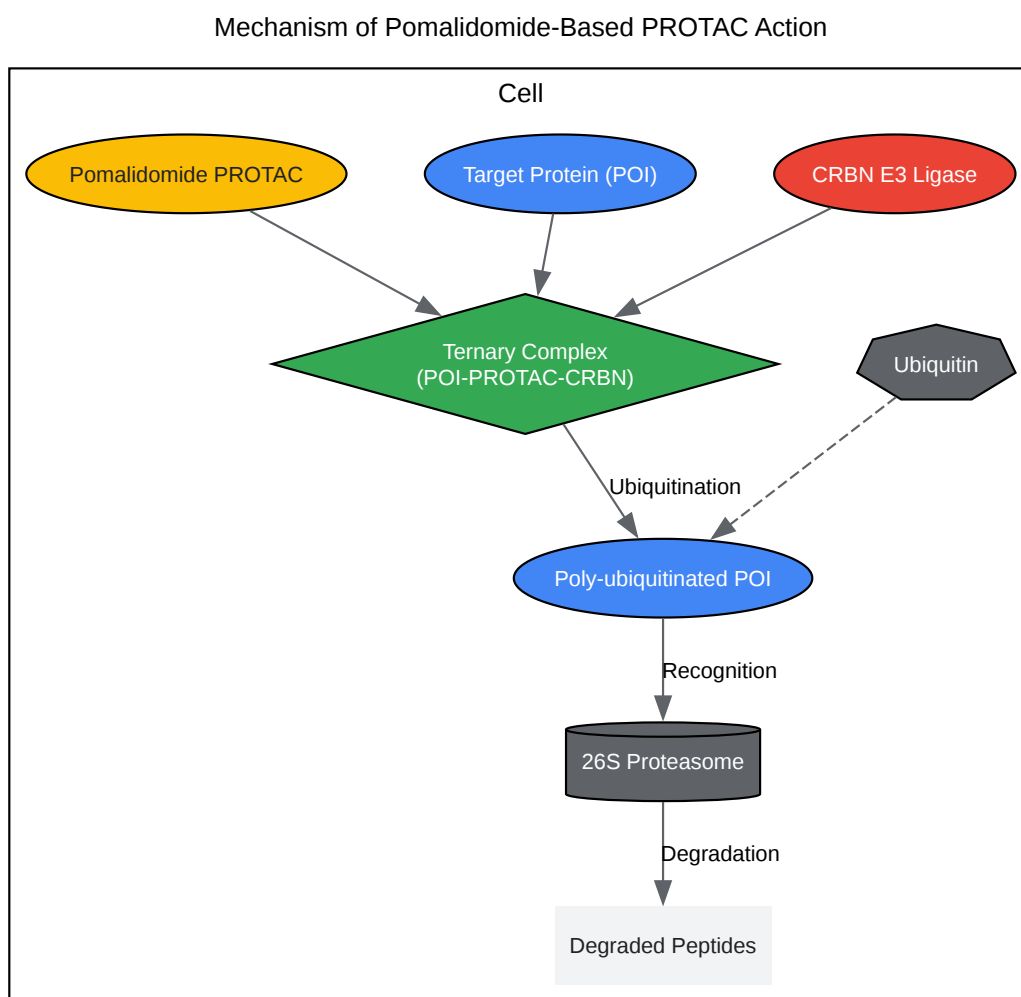 Mechanism of Pomalidomide-Based PROTAC Action
Cell
Pomalidomide PROTAC
Target Protein (POI)
CRBN E3 Ligase
Ternary Complex
(POI-PROTAC-CRBN)
Ubiquitin
Ubiquitination
Poly-ubiquitinated POI
Recognition
26S Proteasome
Degradation
Degraded Peptides